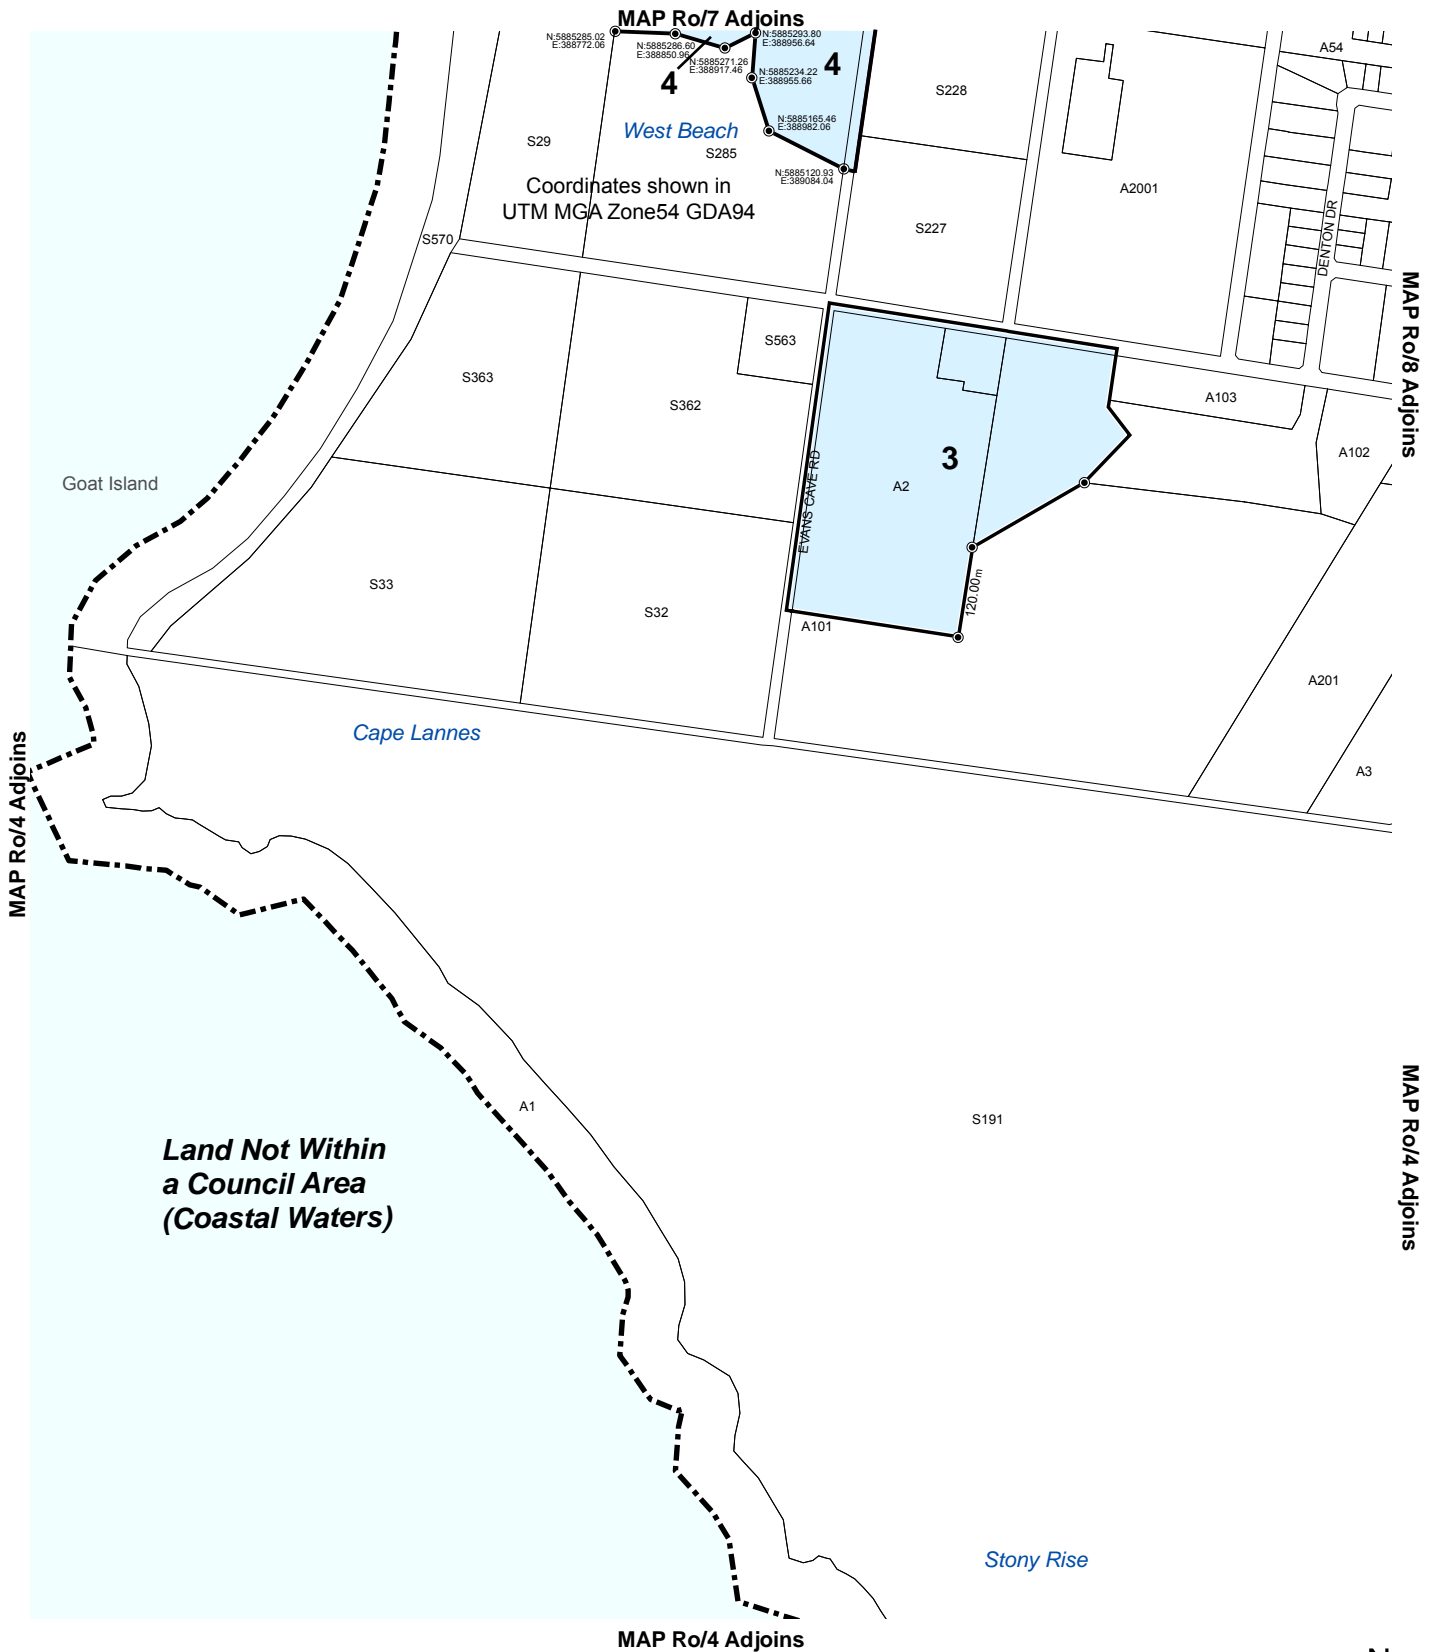 MAP Ro/7 Adjoins
N:5885285.02
E:388772.06
N:5885286.60
E:388850.96
N:5885271.26
E:388917.46
N:5885293.80
E:388956.64
4
4
N:5885234.22
E:388955.66
N:5885165.46
E:388982.06
N:5885120.93
E:389084.04
West Beach
S29
S285
S228
A54
A2001
Coordinates shown in
UTM MGA Zone54 GDA94
S227
S570
DENTON DR
MAP Ro/8 Adjoins
S563
S363
S362
A103
A102
3
A2
EVANS CAVE RD
Goat Island
S33
S32
120.00m
A101
A201
Cape Lannes
A3
MAP Ro/4 Adjoins
A1
S191
MAP Ro/4 Adjoins
Land Not Within
a Council Area
(Coastal Waters)
Stony Rise
MAP Ro/4 Adjoins